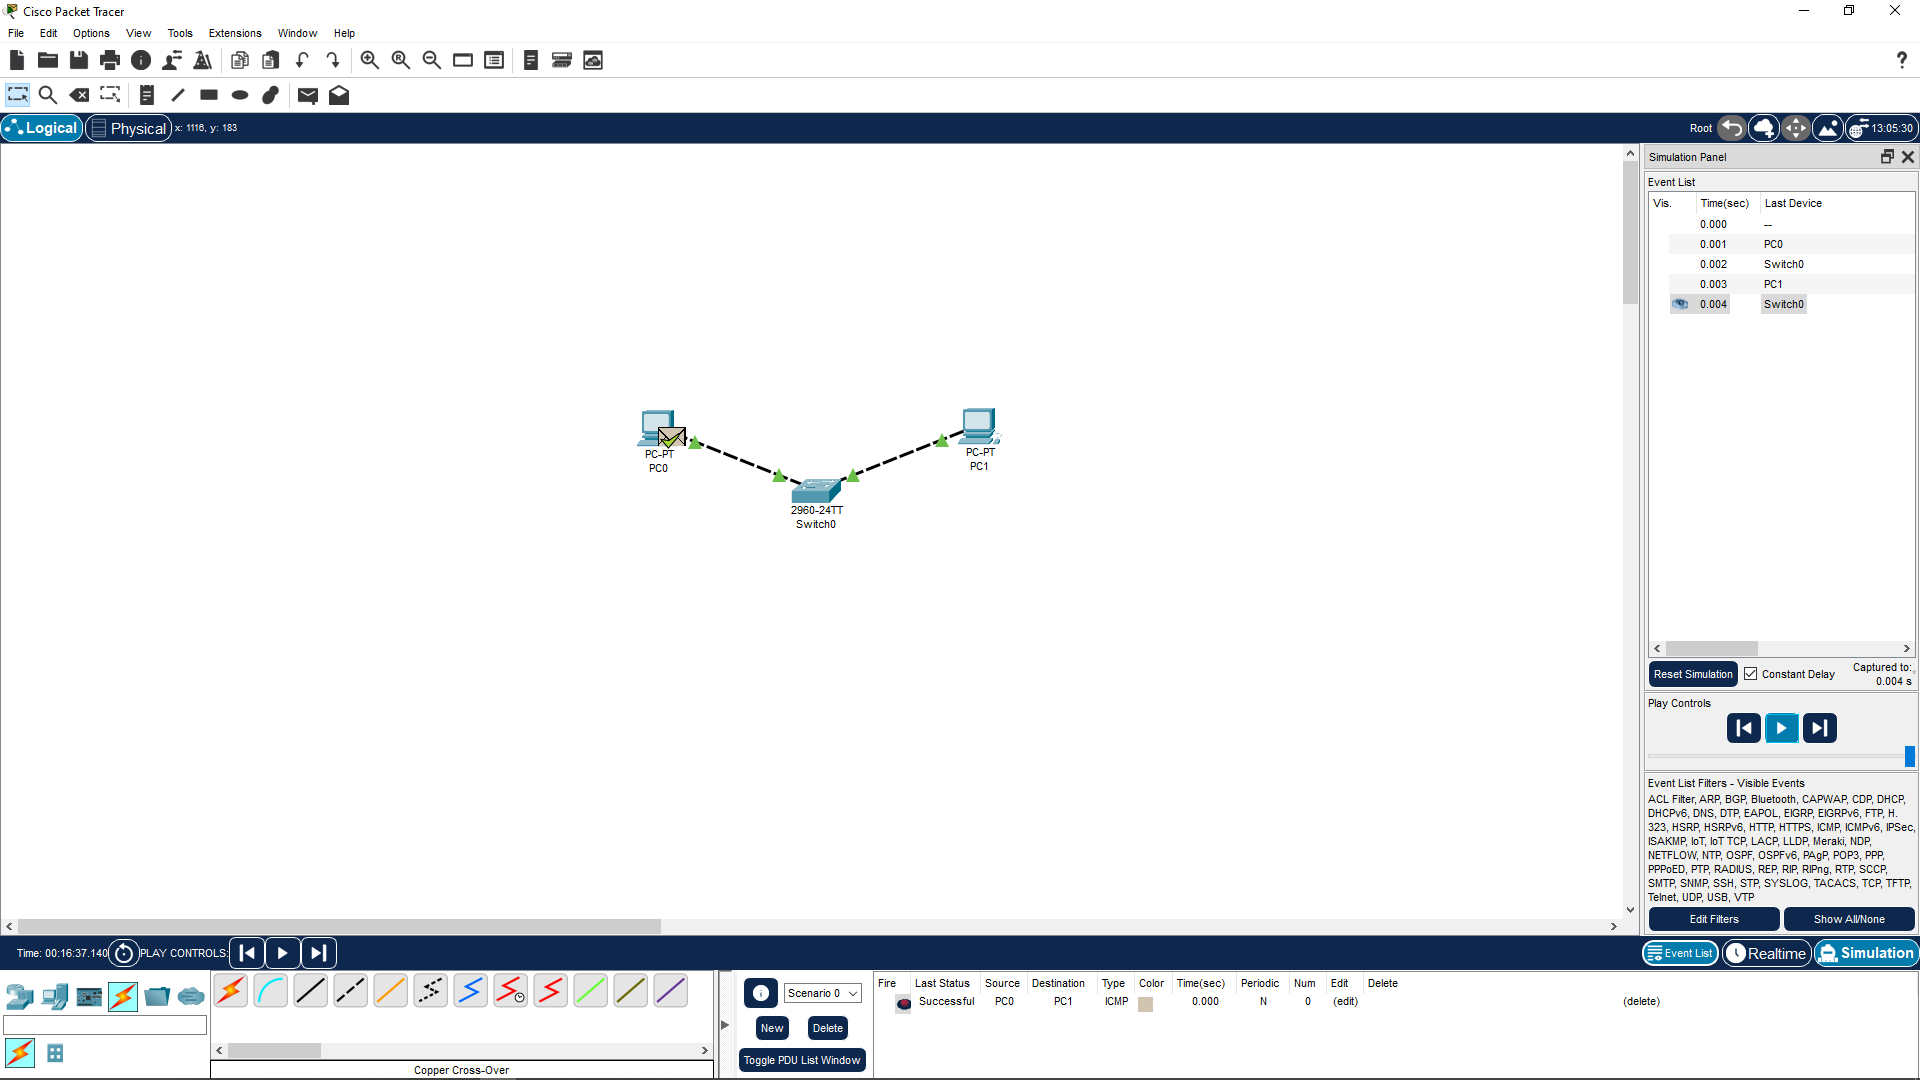 Cisco Packet Tracer
File Edit Options View Tools Extensions Window Help
?
Logical Physical x: 1116, y: 183
Root 13:05:30
Simulation Panel
Event List
Vis. Time(sec) Last Device
0.000 --
0.001 PC0
0.002 Switch0
0.003 PC1
0.004 Switch0
PC-PT
PC0
PC-PT
PC1
2960-24TT
Switch0
Reset Simulation Constant Delay Captured to:
0.004 s
Play Controls
Event List Filters - Visible Events
ACL Filter, ARP, BGP, Bluetooth, CAPWAP, CDP, DHCP,
DHCPv6, DNS, DTP, EAPOL, EIGRP, EIGRPv6, FTP, H.
323, HSRP, HSRPv6, HTTP, HTTPS, ICMP, ICMPv6, IPSec,
ISAKMP, IoT, IoT TCP, LACP, LLDP, Meraki, NDP,
NETFLOW, NTP, OSPF, OSPFv6, PAgP, POP3, PPP,
PPPoED, PTP, RADIUS, REP, RIP, RIPng, RTP, SCCP,
SMTP, SNMP, SSH, STP, SYSLOG, TACACS, TCP, TFTP,
Telnet, UDP, USB, VTP
Edit Filters Show All/None
Time: 00:16:37.140 PLAY CONTROLS:
Event List Realtime Simulation
Scenario 0
New Delete
Toggle PDU List Window
Fire Last Status Source Destination Type Color Time(sec) Periodic Num Edit Delete
Successful PC0 PC1 ICMP 0.000 N 0 (edit) (delete)
Copper Cross-Over